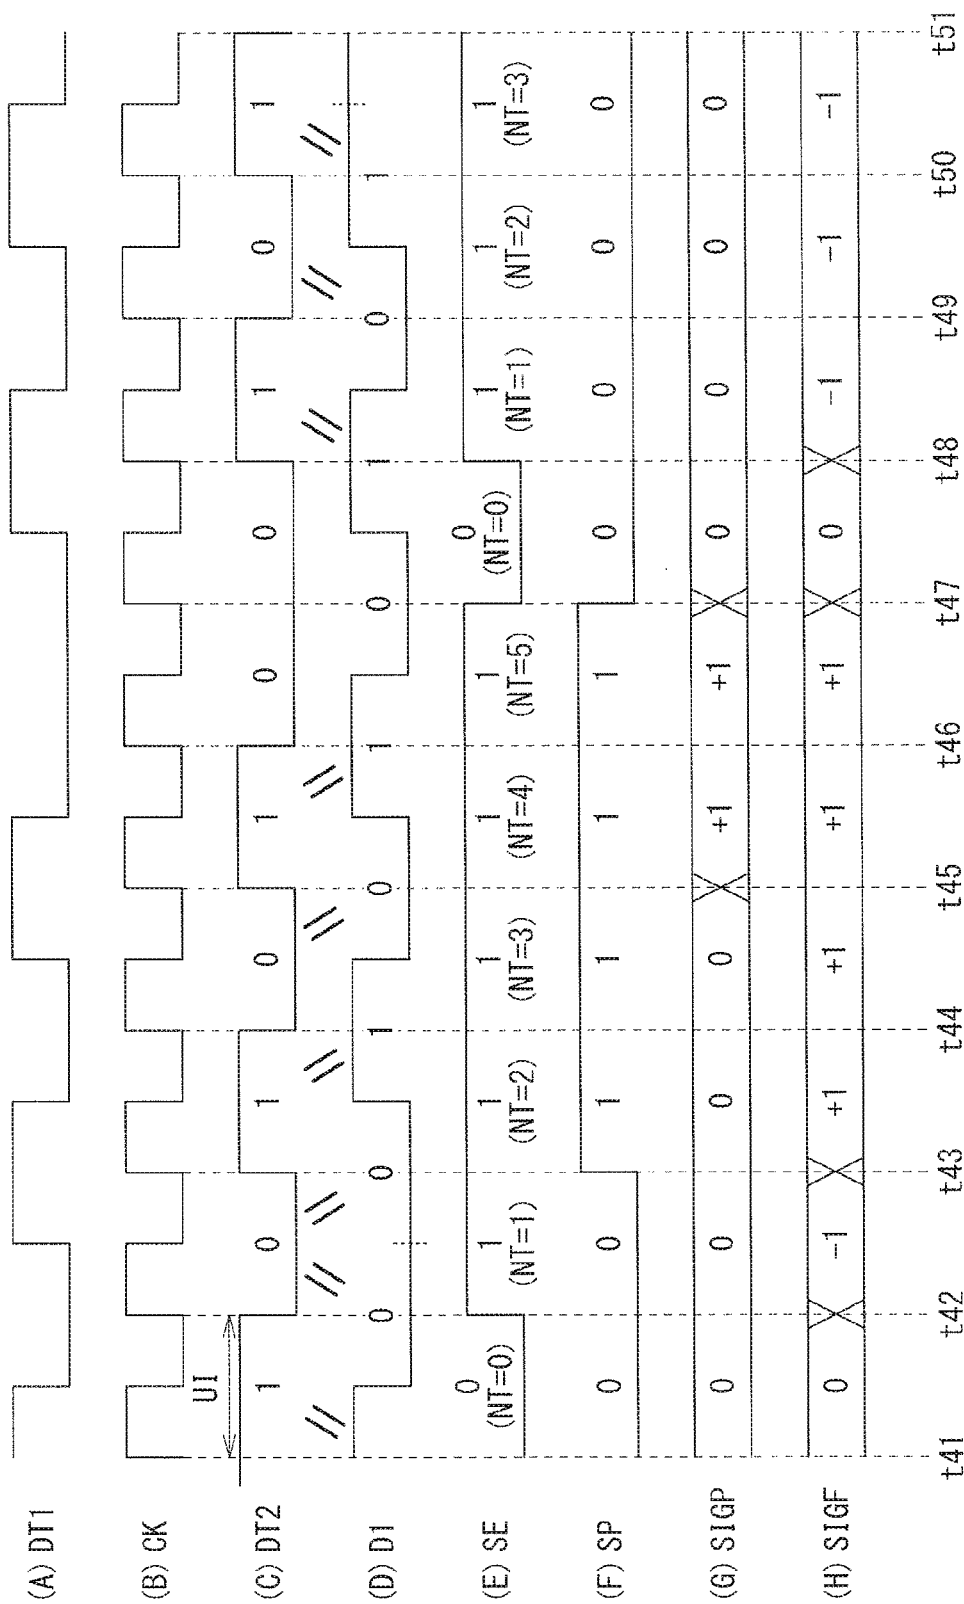 (A) DT1
(B) CK
UI
(C) DT2 1 0 1 0 1 0 0 1 0 1
(D) D1 0 0 1 0 1 0 1 0 1
(E) SE 0 1 1 1 1 1 0 1 1 1
(NT=0) (NT=1) (NT=2) (NT=3) (NT=4) (NT=5) (NT=0) (NT=1) (NT=2) (NT=3)
(F) SP 0 0 1 1 1 1 0 0 0 0
(G) SIGP 0 0 0 0 +1 +1 0 0 0 0
(H) SIGF 0 -1 +1 +1 +1 +1 0 -1 -1 -1
t41 t42 t43 t44 t45 t46 t47 t48 t49 t50 t51